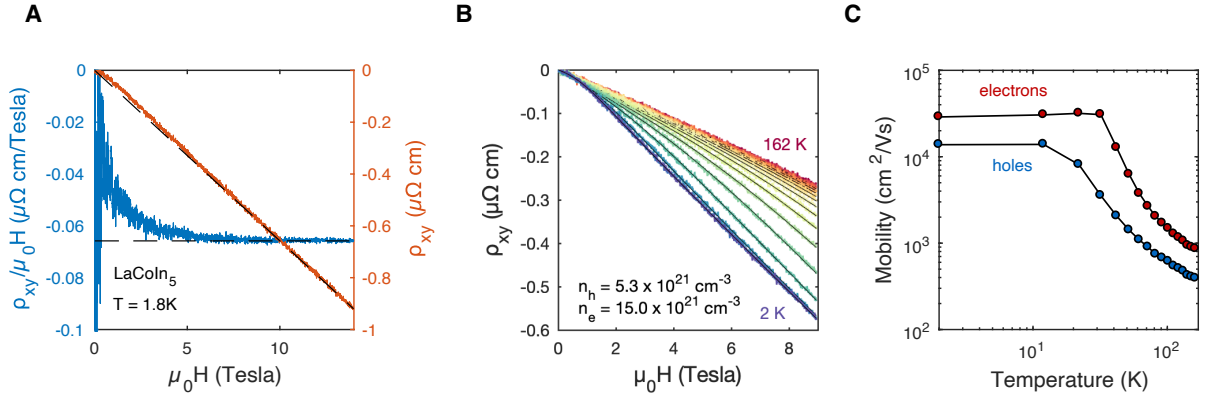 A
B
C
ρxy/μ0H (μΩ cm/Tesla)
0
-0.02
-0.04
-0.06
-0.08
-0.1
LaCoIn5
T = 1.8K
0
-0.2
-0.4
-0.6
-0.8
-1
ρxy (μΩ cm)
0
5
10
μ0H (Tesla)
ρxy (μΩ cm)
0
-0.1
-0.2
-0.3
-0.4
-0.5
-0.6
162 K
nh = 5.3 x 10^21 cm^-3
ne = 15.0 x 10^21 cm^-3
2 K
0
2
4
6
8
μ0H (Tesla)
Mobility (cm^2/Vs)
10^5
10^4
10^3
10^2
electrons
holes
10^1
10^2
Temperature (K)